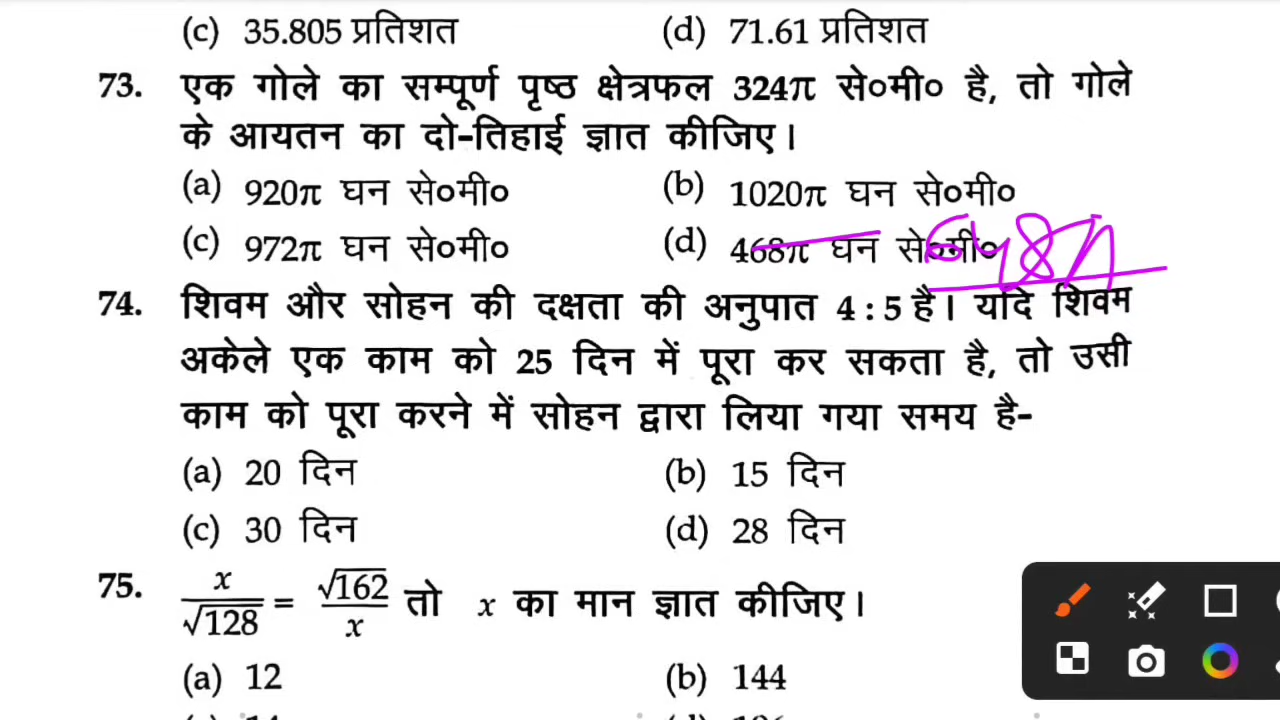 (c) 35.805 प्रतिशत (d) 71.61 प्रतिशत
73. एक गोले का सम्पूर्ण पृष्ठ क्षेत्रफल 324π से०मी० है, तो गोले
के आयतन का दो-तिहाई ज्ञात कीजिए।
(a) 920π घन से०मी० (b) 1020π घन से०मी०
(c) 972π घन से०मी० (d) 468π घन से०मी० 648π
74. शिवम और सोहन की दक्षता की अनुपात 4 : 5 है। यदि शिवम
अकेले एक काम को 25 दिन में पूरा कर सकता है, तो उसी
काम को पूरा करने में सोहन द्वारा लिया गया समय है-
(a) 20 दिन (b) 15 दिन
(c) 30 दिन (d) 28 दिन
75. x/√128 = √162/x तो x का मान ज्ञात कीजिए।
(a) 12 (b) 144